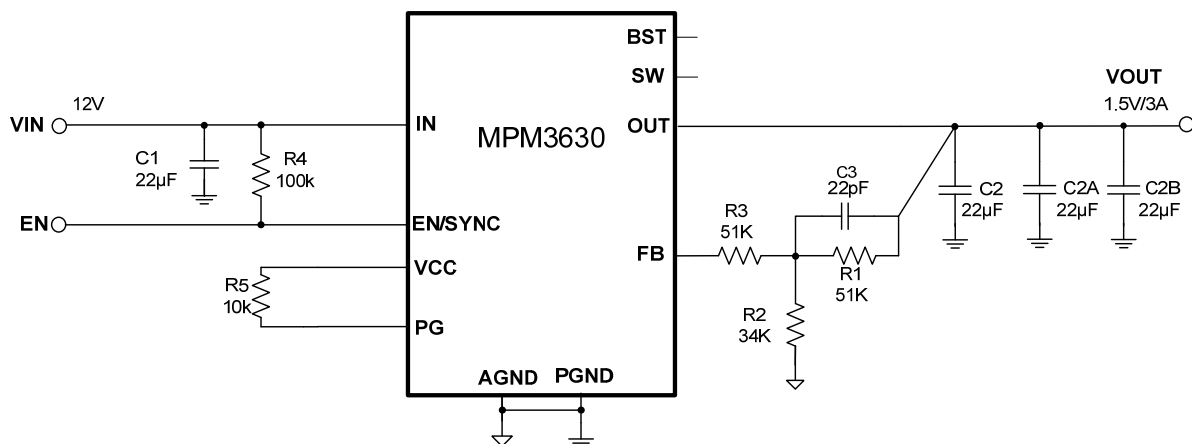 BST
SW
VOUT
1.5V/3A
12V
VIN
IN
MPM3630
OUT
C1
22µF
R4
100k
C3
22pF
C2
22µF
C2A
22µF
C2B
22µF
EN
EN/SYNC
R3
51K
FB
R1
51K
VCC
R5
10k
PG
R2
34K
AGND
PGND